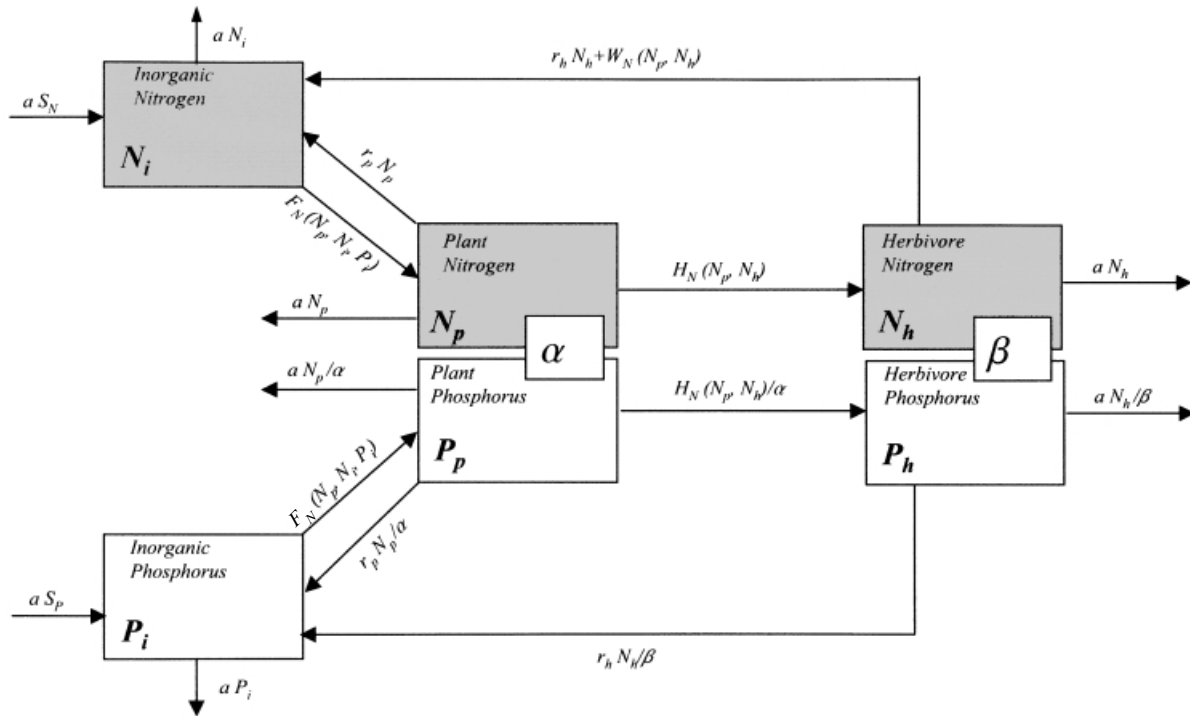 a N_i
r_h N_h+W_N (N_p, N_h)
Inorganic
Nitrogen
N_i
a S_N
r_p N_p
F_N (N_p, N_i, P_i)
Plant
Nitrogen
N_p
H_N (N_p, N_h)
Herbivore
Nitrogen
N_h
a N_h
a N_p
α
β
a N_p/α
Plant
Phosphorus
P_p
H_N (N_p, N_h)/α
Herbivore
Phosphorus
P_h
a N_h/β
F_N (N_p, N_i, P_i)
r_p N_p/α
Inorganic
Phosphorus
P_i
a S_P
r_h N_h/β
a P_i